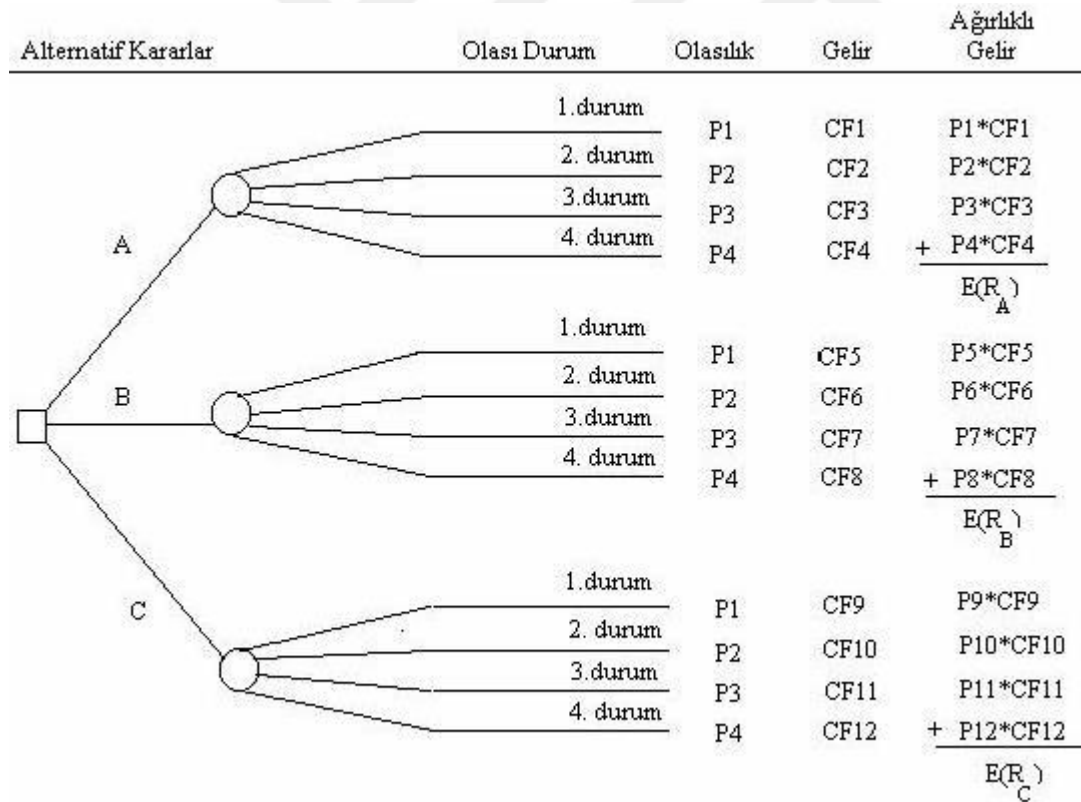 Alternatif Kararlar Olası Durum Olasılık Gelir Ağırlıklı Gelir
1.durum P1 CF1 P1*CF1
2. durum P2 CF2 P2*CF2
3.durum P3 CF3 P3*CF3
A 4. durum P4 CF4 + P4*CF4
E(R A)
1.durum P1 CF5 P5*CF5
B 2. durum P2 CF6 P6*CF6
3.durum P3 CF7 P7*CF7
4. durum P4 CF8 + P8*CF8
E(R B)
1.durum P1 CF9 P9*CF9
C 2. durum P2 CF10 P10*CF10
3.durum P3 CF11 P11*CF11
4. durum P4 CF12 + P12*CF12
E(R C)